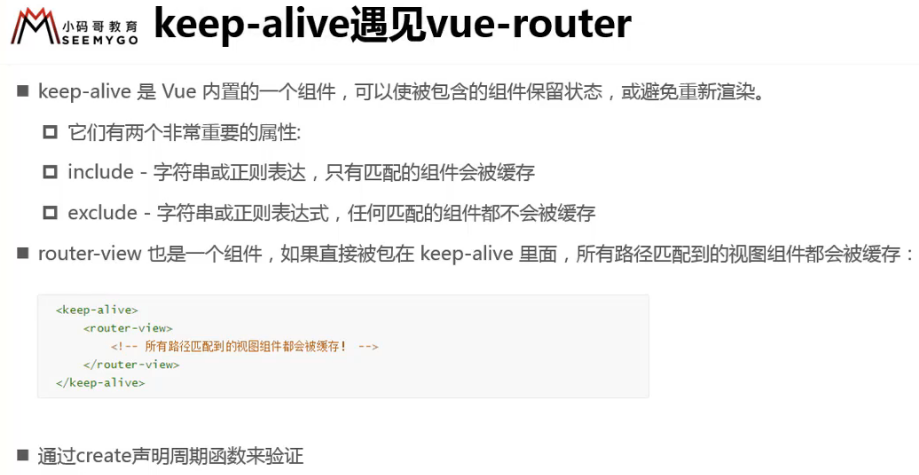 小码哥教育
SEEMYGO
keep-alive遇见vue-router
keep-alive 是 Vue 内置的一个组件，可以使被包含的组件保留状态，或避免重新渲染。
它们有两个非常重要的属性:
include - 字符串或正则表达，只有匹配的组件会被缓存
exclude - 字符串或正则表达式，任何匹配的组件都不会被缓存
router-view 也是一个组件，如果直接被包在 keep-alive 里面，所有路径匹配到的视图组件都会被缓存：
<keep-alive>
<router-view>
<!-- 所有路径匹配到的视图组件都会被缓存! -->
</router-view>
</keep-alive>
通过create声明周期函数来验证